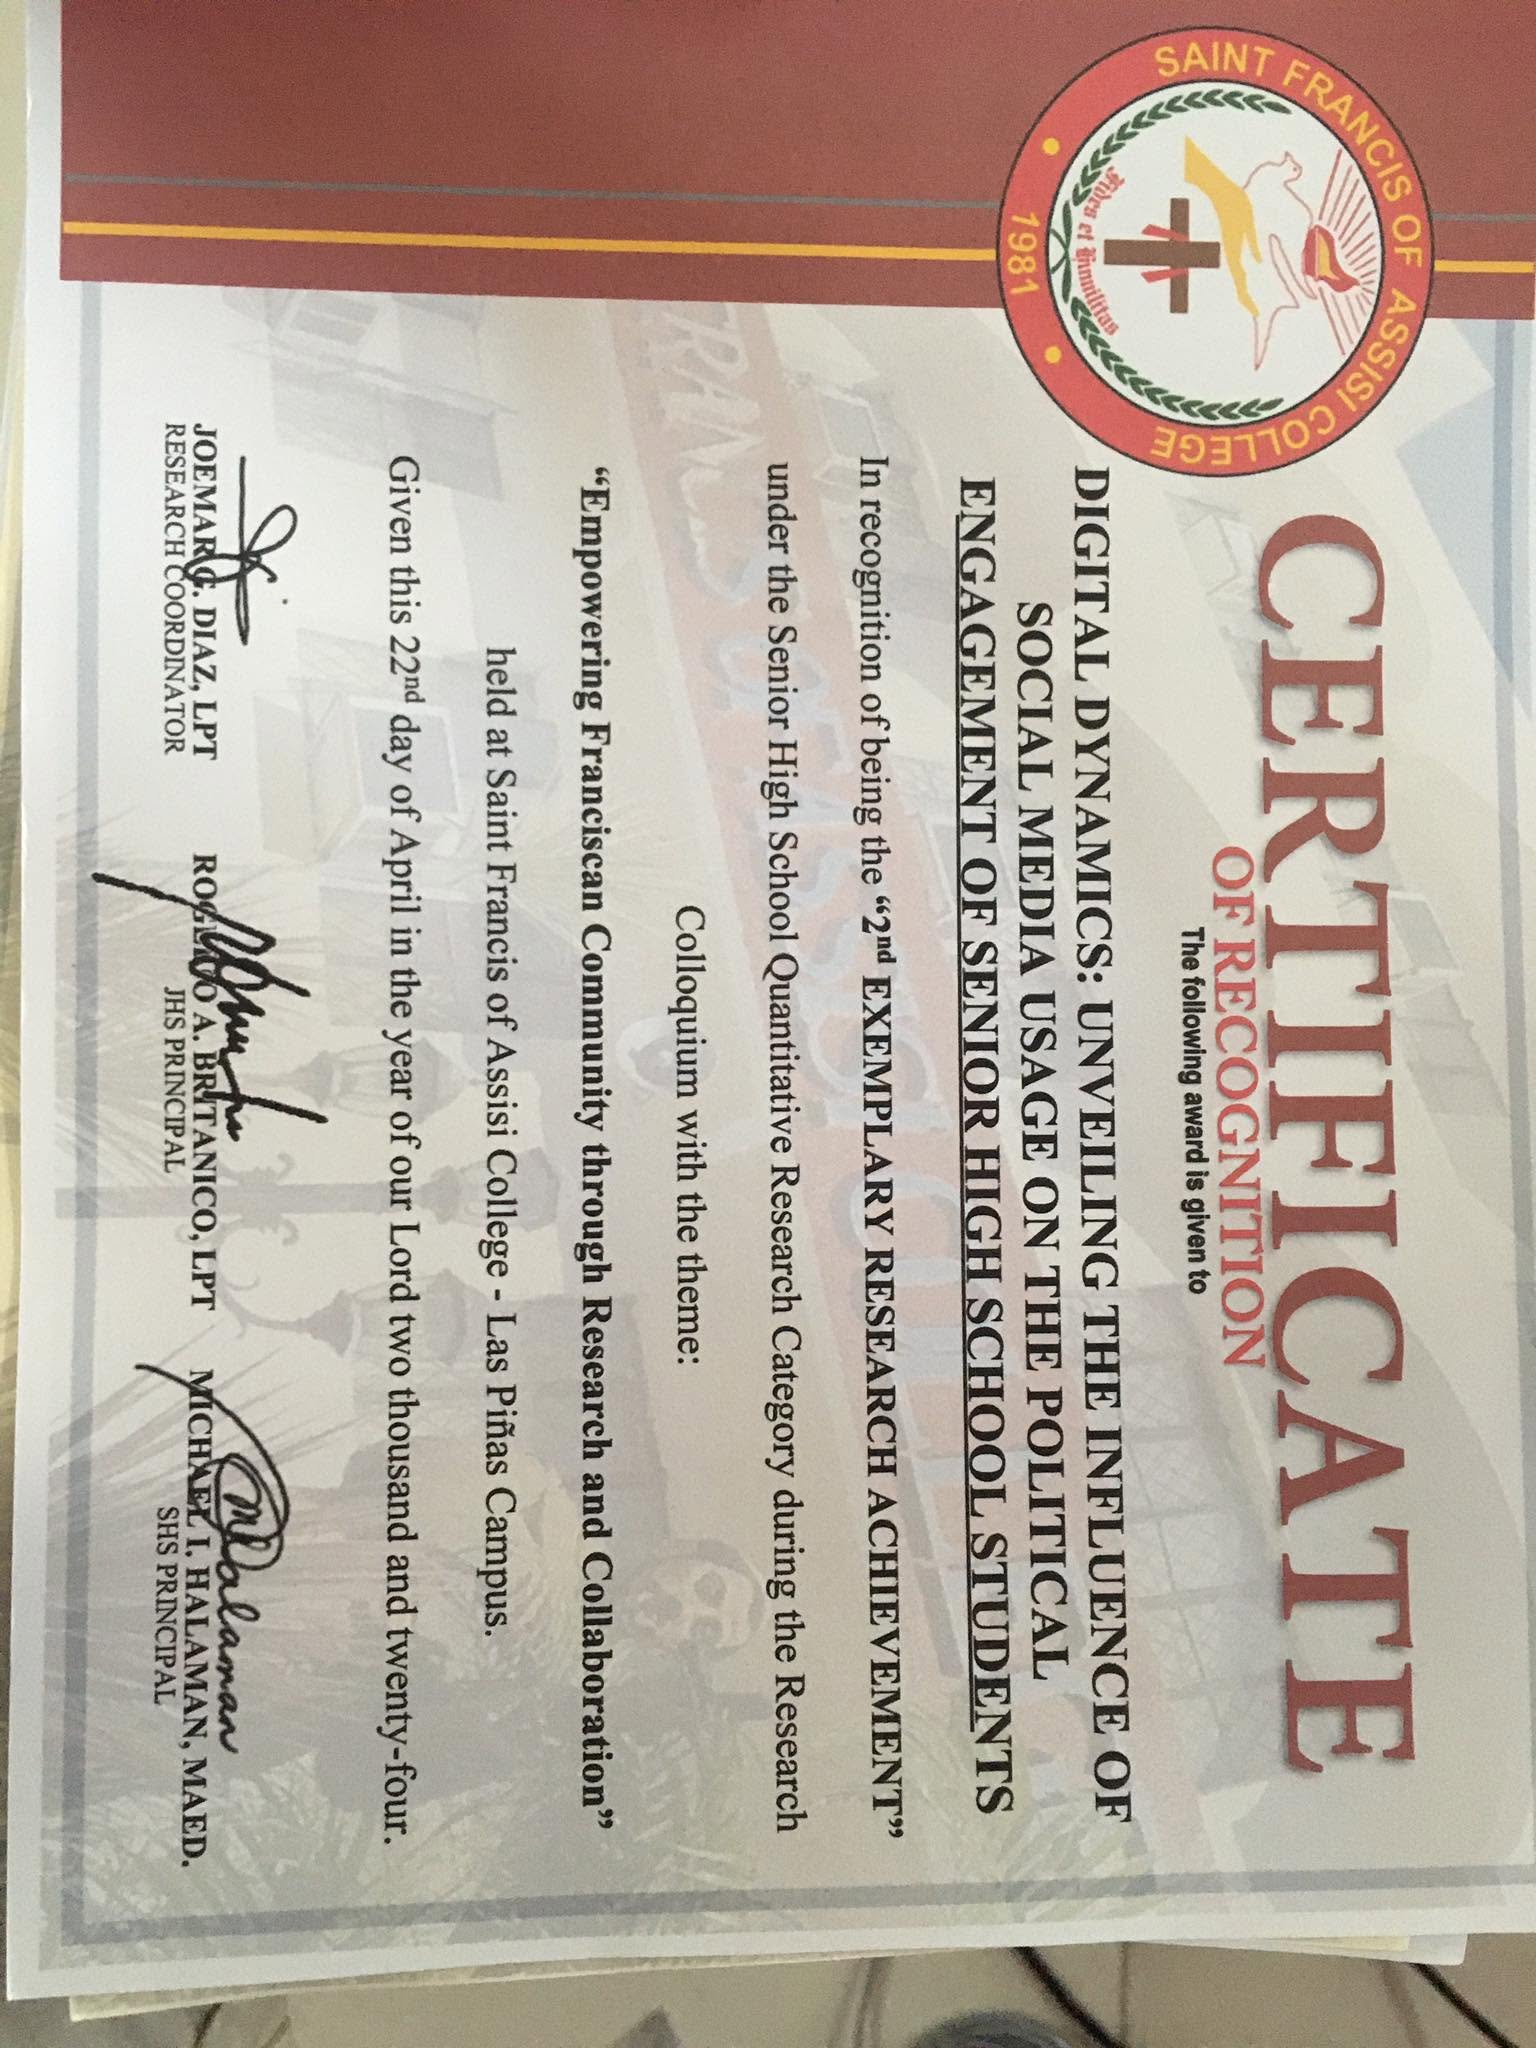 SAINT FRANCIS OF ASSISI COLLEGE
Fides et Humilitas
1981
CERTIFICATE
OF RECOGNITION
The following award is given to
DIGITAL DYNAMICS: UNVEILING THE INFLUENCE OF
SOCIAL MEDIA USAGE ON THE POLITICAL
ENGAGEMENT OF SENIOR HIGH SCHOOL STUDENTS
In recognition of being the “2nd EXEMPLARY RESEARCH ACHIEVEMENT”
under the Senior High School Quantitative Research Category during the Research
Colloquium with the theme:
“Empowering Franciscan Community through Research and Collaboration”
held at Saint Francis of Assisi College - Las Piñas Campus.
Given this 22nd day of April in the year of our Lord two thousand and twenty-four.
JOEMAR G. DIAZ, LPT
RESEARCH COORDINATOR
A. BRITANICO, LPT
JHS PRINCIPAL
MICHAEL I. HALAMAN, MAED.
SHS PRINCIPAL